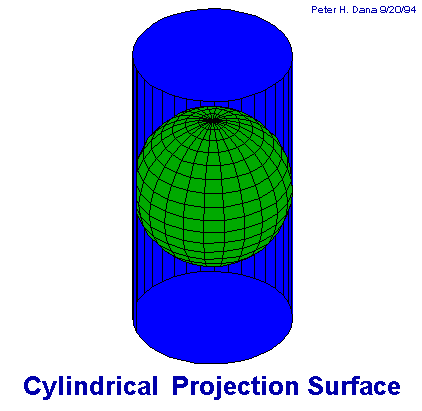 Peter H. Dana 9/20/94
Cylindrical Projection Surface